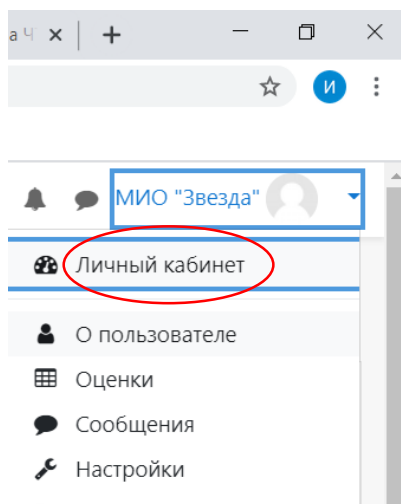 а Ч
И
МИО "Звезда"
Личный кабинет
О пользователе
Оценки
Сообщения
Настройки